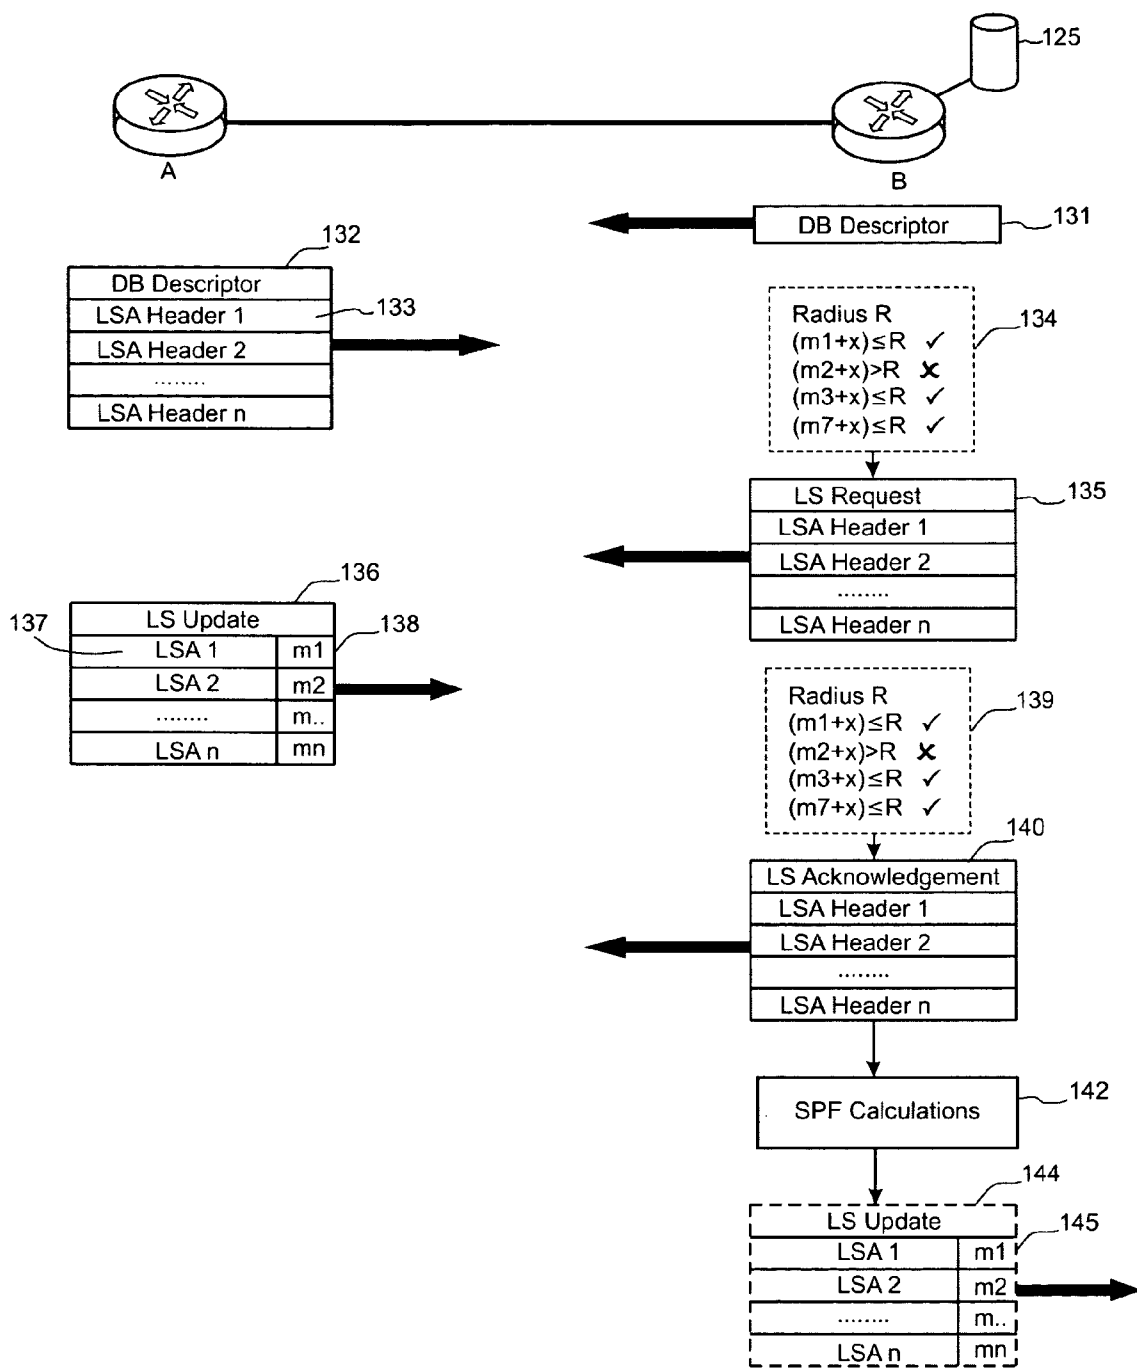 125
A
B
DB Descriptor
131
132
DB Descriptor
LSA Header 1
133
LSA Header 2
........
LSA Header n
Radius R
134
(m1+x)≤R ✓
(m2+x)>R ✗
(m3+x)≤R ✓
(m7+x)≤R ✓
LS Request
135
LSA Header 1
LSA Header 2
........
LSA Header n
136
LS Update
137
138
LSA 1 m1
LSA 2 m2
........ m..
LSA n mn
Radius R
139
(m1+x)≤R ✓
(m2+x)>R ✗
(m3+x)≤R ✓
(m7+x)≤R ✓
140
LS Acknowledgement
LSA Header 1
LSA Header 2
........
LSA Header n
SPF Calculations
142
144
LS Update
145
LSA 1 m1
LSA 2 m2
........ m..
LSA n mn